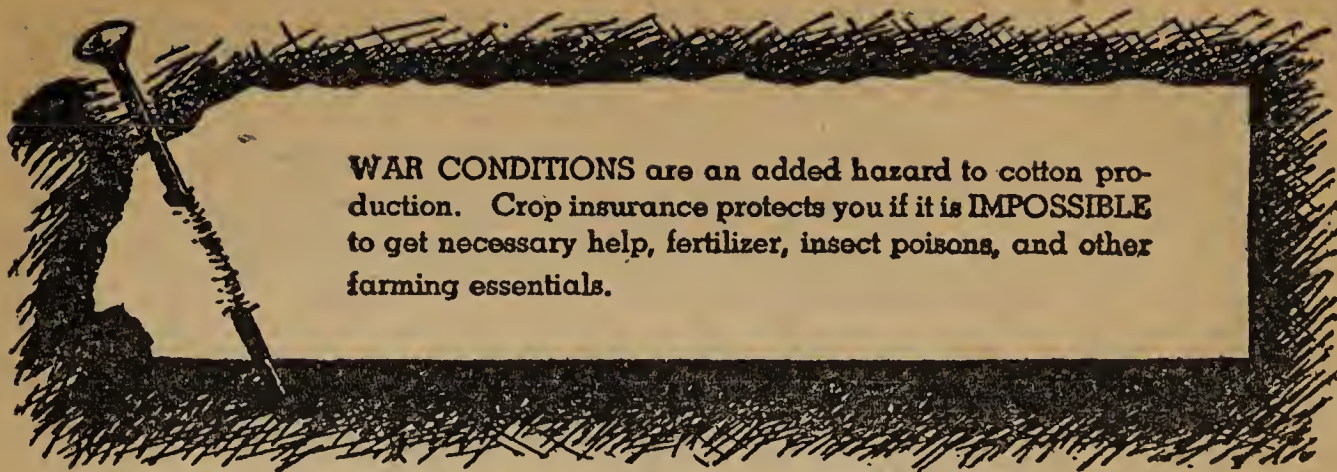 WAR CONDITIONS are an added hazard to cotton pro-
duction. Crop insurance protects you if it is IMPOSSIBLE
to get necessary help, fertilizer, insect poisons, and other
farming essentials.